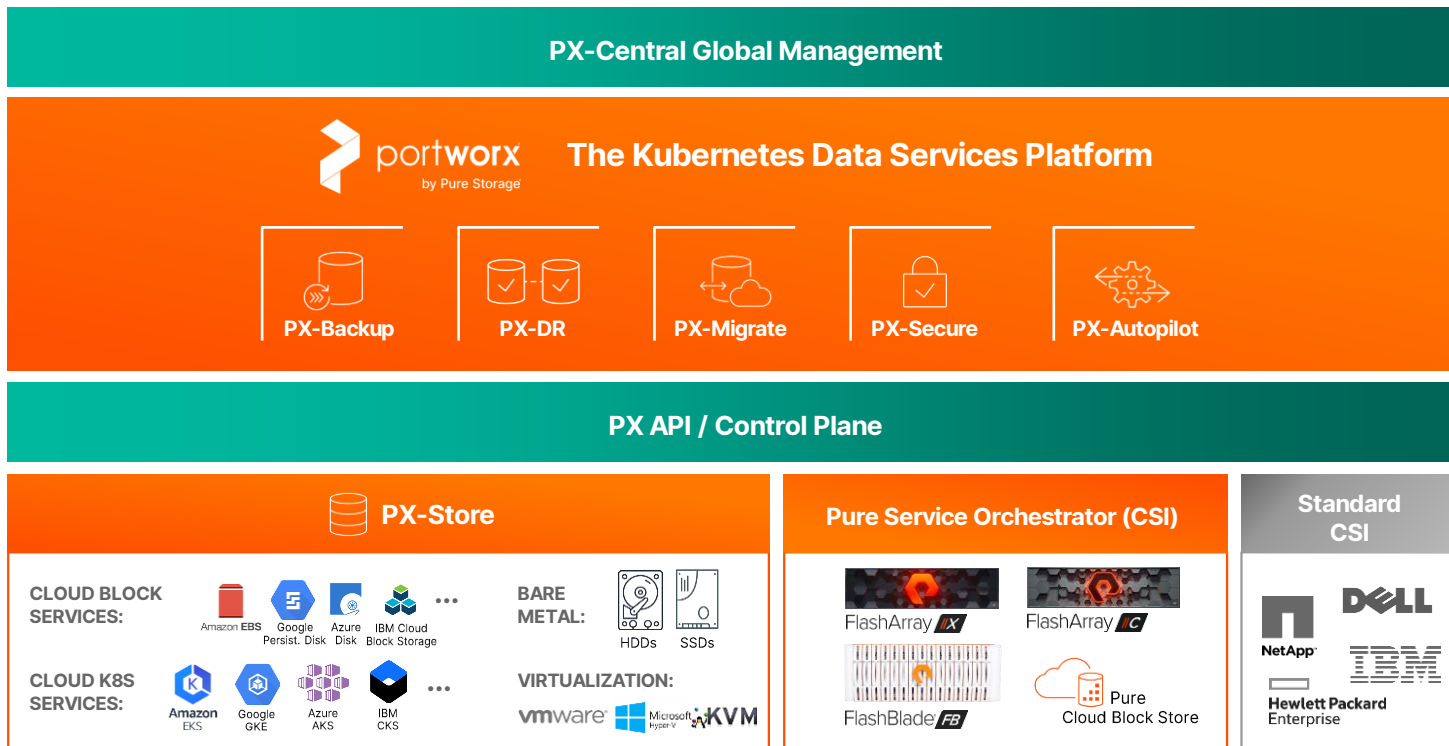 PX-Central Global Management
portworx
by Pure Storage
The Kubernetes Data Services Platform
PX-Backup
PX-DR
PX-Migrate
PX-Secure
PX-Autopilot
PX API / Control Plane
PX-Store
CLOUD BLOCK
SERVICES:
Amazon EBS
Google
Persist. Disk
Azure
Disk
IBM Cloud
Block Storage
•••
BARE
METAL:
HDDs
SSDs
CLOUD K8S
SERVICES:
Amazon
EKS
Google
GKE
Azure
AKS
IBM
CKS
•••
VIRTUALIZATION:
vmware
Microsoft
Hyper-V
KVM
Pure Service Orchestrator (CSI)
FlashArray //X
FlashArray //C
FlashBlade FB
Pure
Cloud Block Store
Standard
CSI
NetApp
DELL
IBM
Hewlett Packard
Enterprise